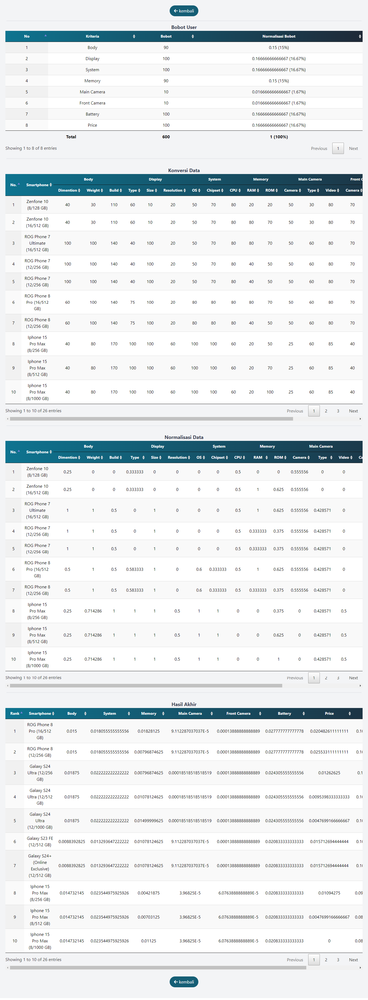 ← kembali
Bobot User
No Kriteria Bobot Normalisasi Bobot
1 Body 90 0.15 (15%)
2 Display 100 0.16666666666667 (16.67%)
3 System 100 0.16666666666667 (16.67%)
4 Memory 90 0.15 (15%)
5 Main Camera 10 0.016666666666667 (1.67%)
6 Front Camera 10 0.016666666666667 (1.67%)
7 Battery 100 0.16666666666667 (16.67%)
8 Price 100 0.16666666666667 (16.67%)
Total 600 1 (100%)
Showing 1 to 8 of 8 entries Previous 1 Next
Konversi Data
No. Smartphone Body Display System Memory Main Camera Front C
Dimention Weight Build Type Size Resolution OS Chipset CPU RAM ROM Camera Type Video Camera
1 Zenfone 10 (8/128 GB) 40 30 110 60 10 20 50 70 80 20 20 50 30 80 70
2 Zenfone 10 (16/512 GB) 40 30 110 60 10 20 50 70 80 80 70 50 30 80 70
3 ROG Phone 7 Ultimate (16/512 GB) 100 100 140 40 100 20 50 70 80 80 70 50 60 80 70
4 ROG Phone 7 (12/256 GB) 100 100 140 40 100 20 50 70 80 40 50 50 60 80 70
5 ROG Phone 7 (12/256 GB) 100 100 140 40 100 20 50 70 80 40 50 50 60 80 70
6 ROG Phone 8 Pro (16/512 GB) 60 100 140 75 100 20 80 80 80 80 70 50 60 80 70
7 ROG Phone 8 (12/256 GB) 60 100 140 75 100 20 80 80 80 40 50 50 60 80 70
8 Iphone 15 Pro Max (8/256 GB) 40 80 170 100 100 60 100 100 60 20 50 25 60 85 40
9 Iphone 15 Pro Max (8/512 GB) 40 80 170 100 100 60 100 100 60 20 70 25 60 85 40
10 Iphone 15 Pro Max (8/1000 GB) 40 80 170 100 100 60 100 100 60 20 100 25 60 85 40
Showing 1 to 10 of 26 entries Previous 1 2 3 Next
Normalisasi Data
No. Smartphone Body Display System Memory Main Camera
Dimention Weight Build Type Size Resolution OS Chipset CPU RAM ROM Camera Type Video Ca
1 Zenfone 10 (8/128 GB) 0.25 0 0 0.333333 0 0 0 0 0.5 0 0 0.555556 0 0
2 Zenfone 10 (16/512 GB) 0.25 0 0 0.333333 0 0 0 0 0.5 1 0.625 0.555556 0 0
3 ROG Phone 7 Ultimate (16/512 GB) 1 1 0.5 0 1 0 0 0 0.5 1 0.625 0.555556 0.428571 0
4 ROG Phone 7 (12/256 GB) 1 1 0.5 0 1 0 0 0 0.5 0.333333 0.375 0.555556 0.428571 0
5 ROG Phone 7 (12/256 GB) 1 1 0.5 0 1 0 0 0 0.5 0.333333 0.375 0.555556 0.428571 0
6 ROG Phone 8 Pro (16/512 GB) 0.5 1 0.5 0.583333 1 0 0.6 0.333333 0.5 1 0.625 0.555556 0.428571 0
7 ROG Phone 8 (12/256 GB) 0.5 1 0.5 0.583333 1 0 0.6 0.333333 0.5 0.333333 0.375 0.555556 0.428571 0
8 Iphone 15 Pro Max (8/256 GB) 0.25 0.714286 1 1 1 0.5 1 1 0 0 0.375 0 0.428571 0.5
9 Iphone 15 Pro Max (8/512 GB) 0.25 0.714286 1 1 1 0.5 1 1 0 0 0.625 0 0.428571 0.5
10 Iphone 15 Pro Max (8/1000 GB) 0.25 0.714286 1 1 1 0.5 1 1 0 0 1 0 0.428571 0.5
Showing 1 to 10 of 26 entries Previous 1 2 3 Next
Hasil Akhir
Rank Smartphone Body System Memory Main Camera Front Camera Battery Price
1 ROG Phone 8 Pro (16/512 GB) 0.015 0.018055555555556 0.01828125 9.112287037037E-5 0.00013888888888889 0.027777777777778 0.020482611111111 0.10
2 ROG Phone 8 (12/256 GB) 0.015 0.018055555555556 0.00796874625 9.112287037037E-5 0.00013888888888889 0.027777777777778 0.025533111111111 0.10
3 Galaxy S24 Ultra (12/256 GB) 0.01875 0.022222222222222 0.00796874625 0.00018518518518519 0.00013888888888889 0.024305555555556 0.01262625 0.1
4 Galaxy S24 Ultra (12/512 GB) 0.01875 0.022222222222222 0.01078124625 0.00018518518518519 0.00013888888888889 0.024305555555556 0.0095398333333333 0.10
5 Galaxy S24 Ultra (12/1000 GB) 0.01875 0.022222222222222 0.01499999625 0.00018518518518519 0.00013888888888889 0.024305555555556 0.0047699166666667 0.10
6 Galaxy S23 FE (12/512 GB) 0.0088392825 0.013293647222222 0.01078124625 9.112287037037E-5 0.00013888888888889 0.020833333333333 0.015712694444444 0.10
7 Galaxy S24+ (Online Exclusive) (12/512 GB) 0.0088392825 0.013293647222222 0.01078124625 9.112287037037E-5 0.00013888888888889 0.020833333333333 0.015712694444444 0.10
8 Iphone 15 Pro Max (8/256 GB) 0.014732145 0.023544975925926 0.00421875 3.96825E-5 6.0763888888889E-5 0.020833333333333 0.01094275 0.09
9 Iphone 15 Pro Max (8/512 GB) 0.014732145 0.023544975925926 0.00703125 3.96825E-5 6.0763888888889E-5 0.020833333333333 0.0047699166666667 0.08
10 Iphone 15 Pro Max (8/1000 GB) 0.014732145 0.023544975925926 0.01125 3.96825E-5 6.0763888888889E-5 0.020833333333333 0 0.08
Showing 1 to 10 of 26 entries Previous 1 2 3 Next
← kembali